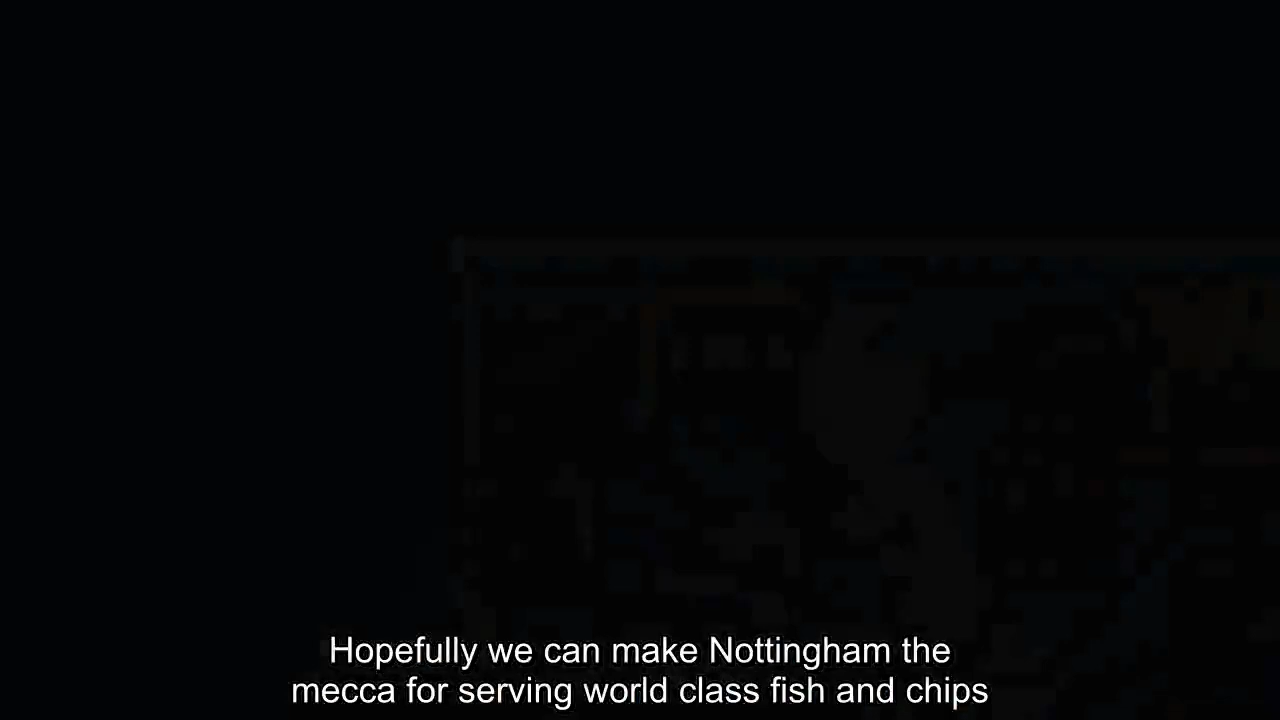 Hopefully we can make Nottingham the
mecca for serving world class fish and chips